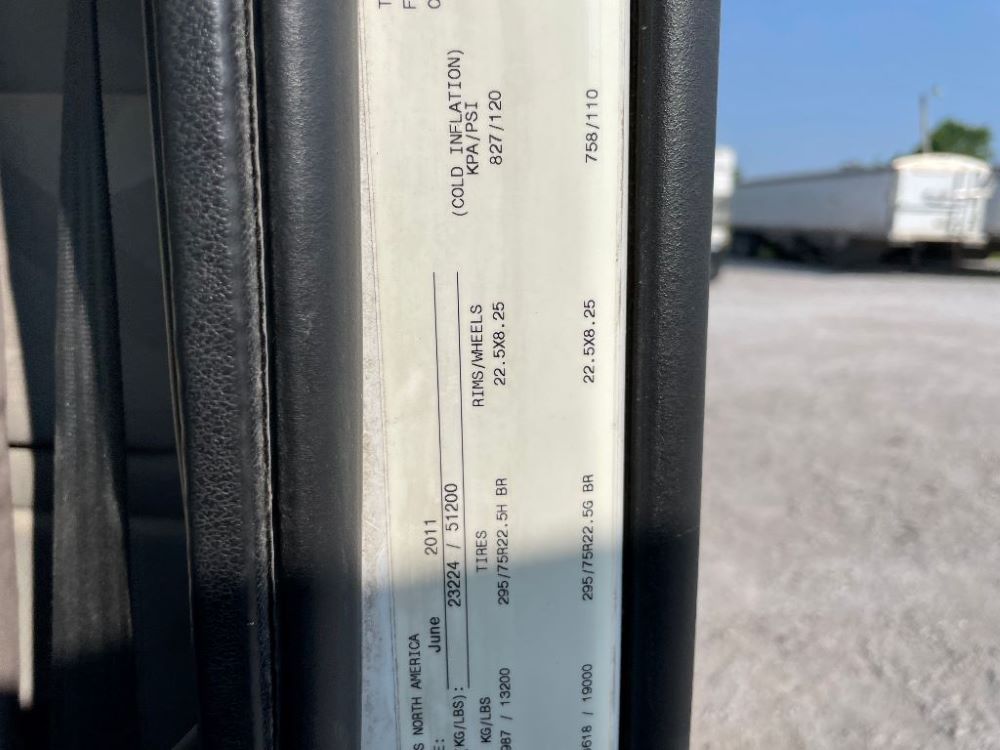 S NORTH AMERICA
E: June 2011
KG/LBS): 23224 / 51200
KG/LBS TIRES RIMS/WHEELS (COLD INFLATION) KPA/PSI
987 / 13200 295/75R22.5H BR 22.5X8.25 827/120
618 / 19000 295/75R22.5G BR 22.5X8.25 758/110